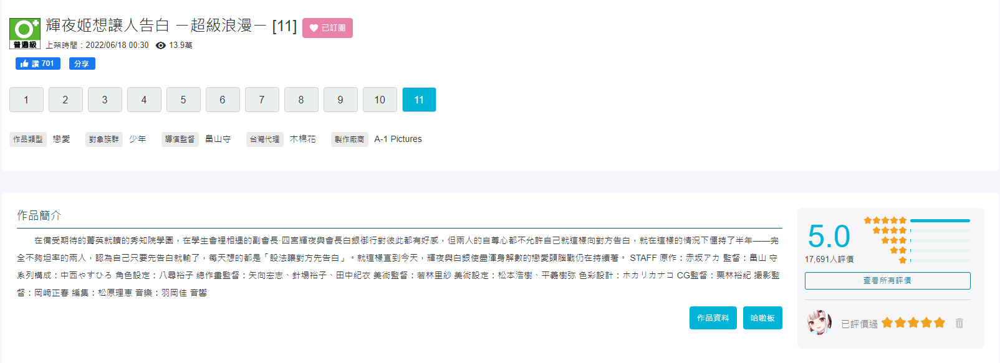 輝夜姬想讓人告白 －超級浪漫－ [11] 已訂閱
普遍級 上架時間：2022/06/18 00:30 13.9萬
讚 701 分享
1 2 3 4 5 6 7 8 9 10 11
作品類型 戀愛 對象族群 少年 導演監督 畠山守 台灣代理 木棉花 製作廠商 A-1 Pictures
作品簡介
在備受期待的菁英就讀的秀知院學園，在學生會裡相遇的副會長·四宮輝夜與會長白銀御行對彼此都有好感，但兩人的自尊心都不允許自己就這樣向對方告白，就在這樣的情況下僵持了半年——完
全不夠坦率的兩人，認為自己只要先告白就輸了，每天想的都是「設法讓對方先告白」。就這樣直到今天，輝夜與白銀使盡渾身解數的戀愛頭腦戰仍在持續著。 STAFF 原作：赤坂アカ 監督：畠山 守
系列構成：中西やすひろ 角色設定：八尋裕子 總作畫監督：矢向宏志、針場裕子、田中紀衣 美術監督：若林里紗 美術設定：松本浩樹、平義樹弥 色彩設計：ホカリカナコ CG監督：栗林裕紀 撮影監
督：岡﨑正春 編集：松原理恵 音樂：羽岡佳 音響
作品資料 哈啦板
5.0
17,691人評價
查看所有評價
已評價過